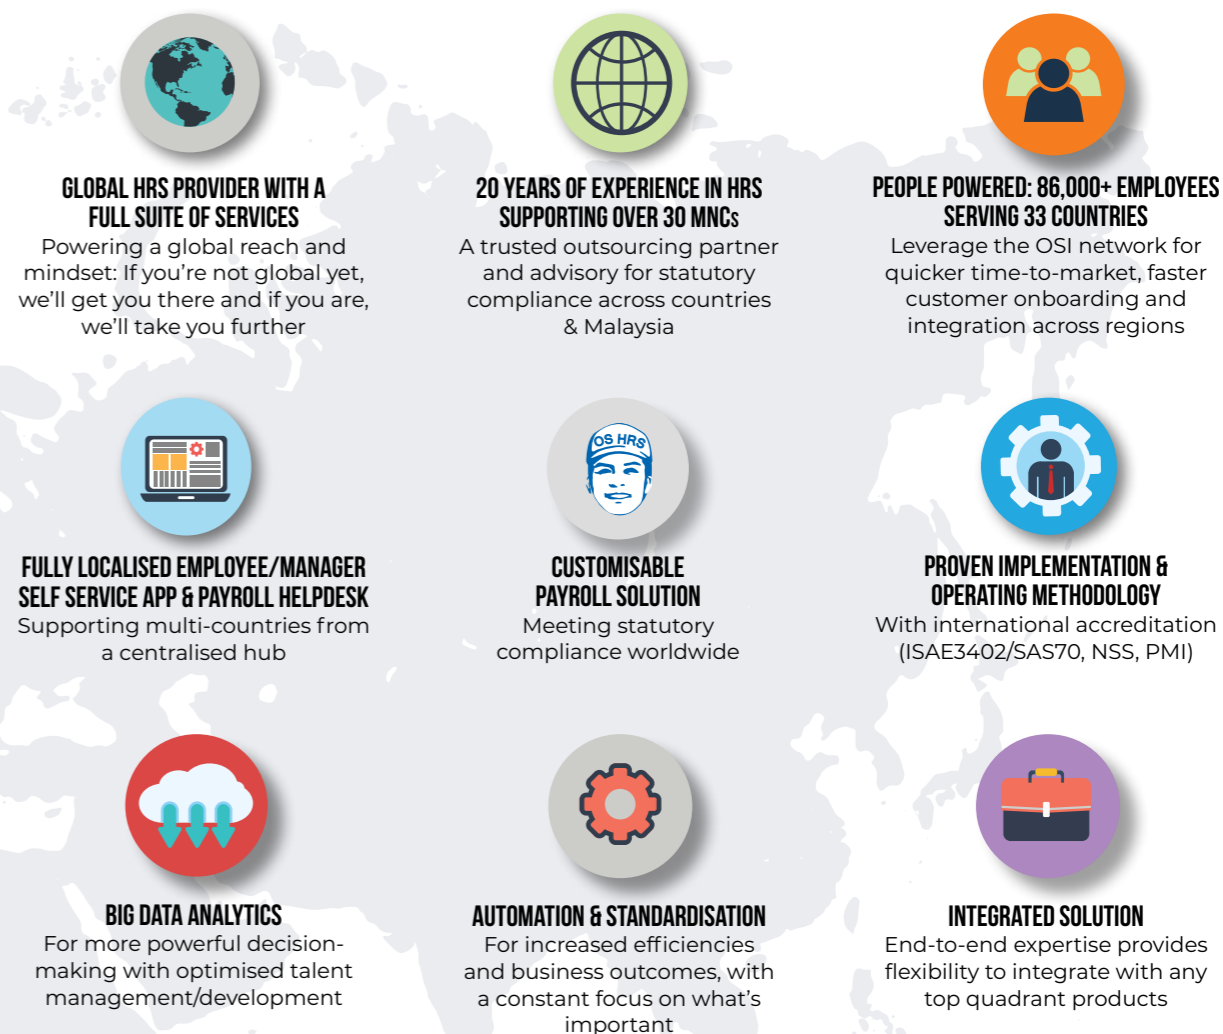 GLOBAL HRS PROVIDER WITH A
FULL SUITE OF SERVICES
Powering a global reach and
mindset: If you're not global yet,
we'll get you there and if you are,
we'll take you further
20 YEARS OF EXPERIENCE IN HRS
SUPPORTING OVER 30 MNCs
A trusted outsourcing partner
and advisory for statutory
compliance across countries
& Malaysia
PEOPLE POWERED: 86,000+ EMPLOYEES
SERVING 33 COUNTRIES
Leverage the OSI network for
quicker time-to-market, faster
customer onboarding and
integration across regions
FULLY LOCALISED EMPLOYEE/MANAGER
SELF SERVICE APP & PAYROLL HELPDESK
Supporting multi-countries from
a centralised hub
OS HRS
CUSTOMISABLE
PAYROLL SOLUTION
Meeting statutory
compliance worldwide
PROVEN IMPLEMENTATION &
OPERATING METHODOLOGY
With international accreditation
(ISAE3402/SAS70, NSS, PMI)
BIG DATA ANALYTICS
For more powerful decision-
making with optimised talent
management/development
AUTOMATION & STANDARDISATION
For increased efficiencies
and business outcomes, with
a constant focus on what's
important
INTEGRATED SOLUTION
End-to-end expertise provides
flexibility to integrate with any
top quadrant products